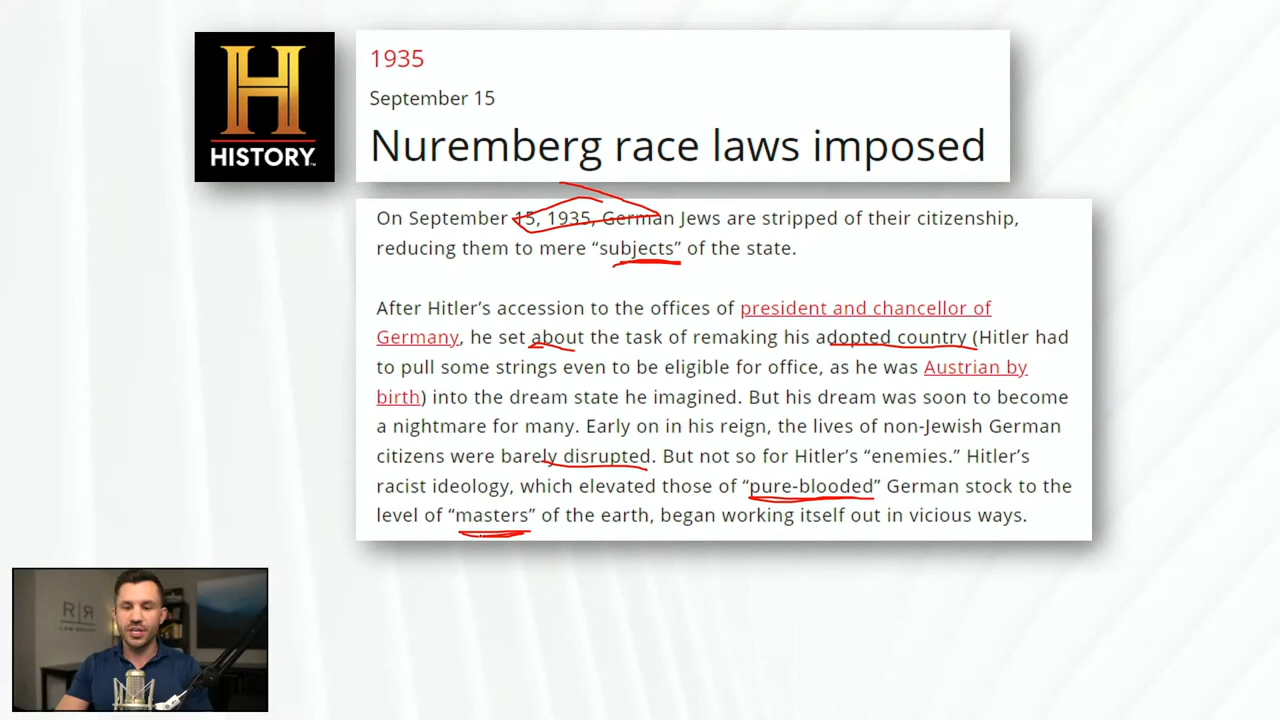 HISTORY
1935
September 15
Nuremberg race laws imposed
On September 15, 1935, German Jews are stripped of their citizenship,
reducing them to mere “subjects” of the state.
After Hitler’s accession to the offices of president and chancellor of
Germany, he set about the task of remaking his adopted country (Hitler had
to pull some strings even to be eligible for office, as he was Austrian by
birth) into the dream state he imagined. But his dream was soon to become
a nightmare for many. Early on in his reign, the lives of non-Jewish German
citizens were barely disrupted. But not so for Hitler’s “enemies.” Hitler’s
racist ideology, which elevated those of “pure-blooded” German stock to the
level of “masters” of the earth, began working itself out in vicious ways.
R|R
LAW GROUP